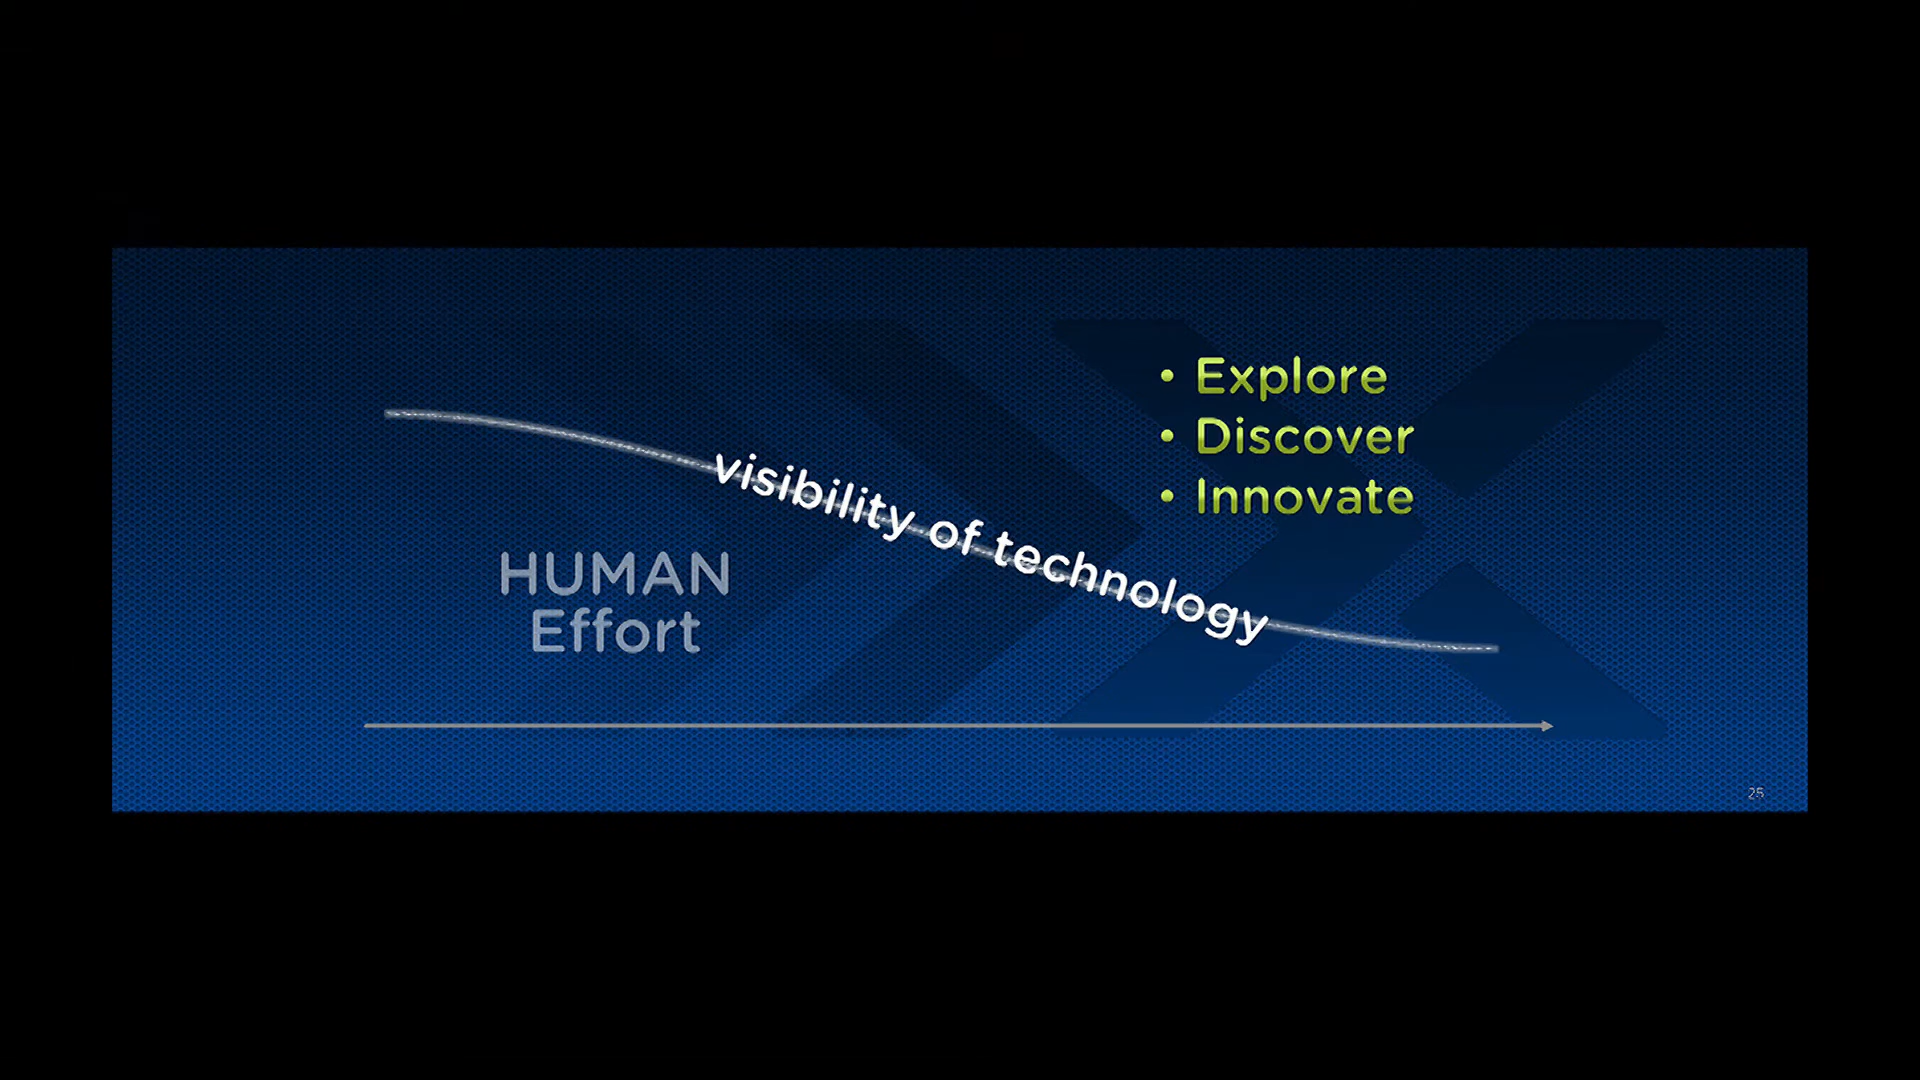 • Explore
• Discover
• Innovate
visibility of technology
HUMAN
Effort
25